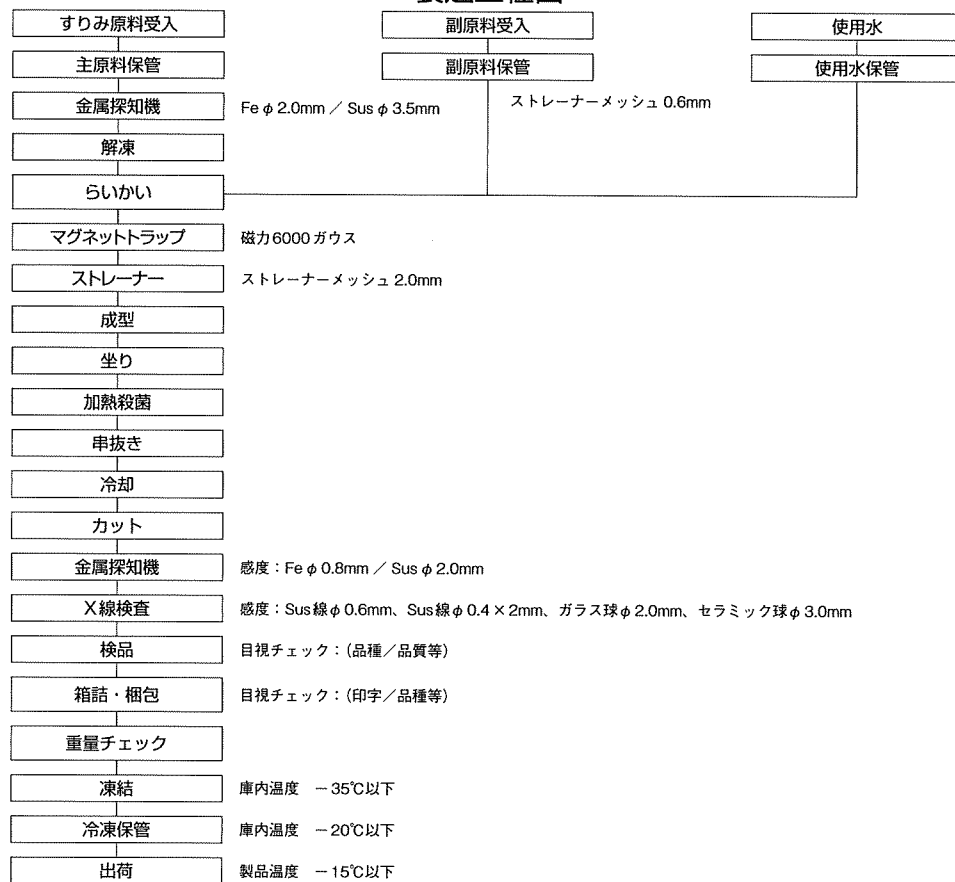 すりみ原料受入 副原料受入 使用水
主原料保管 副原料保管 使用水保管
金属探知機 Fe φ 2.0mm ／ Sus φ 3.5mm ストレーナーメッシュ 0.6mm
解凍
らいかい
マグネットトラップ 磁力6000ガウス
ストレーナー ストレーナーメッシュ 2.0mm
成型
坐り
加熱殺菌
串抜き
冷却
カット
金属探知機 感度：Fe φ 0.8mm ／ Sus φ 2.0mm
X線検査 感度：Sus線φ 0.6mm、Sus線φ 0.4×2mm、ガラス球φ 2.0mm、セラミック球φ 3.0mm
検品 目視チェック：（品種／品質等）
箱詰・梱包 目視チェック：（印字／品種等）
重量チェック
凍結 庫内温度 －35℃以下
冷凍保管 庫内温度 －20℃以下
出荷 製品温度 －15℃以下